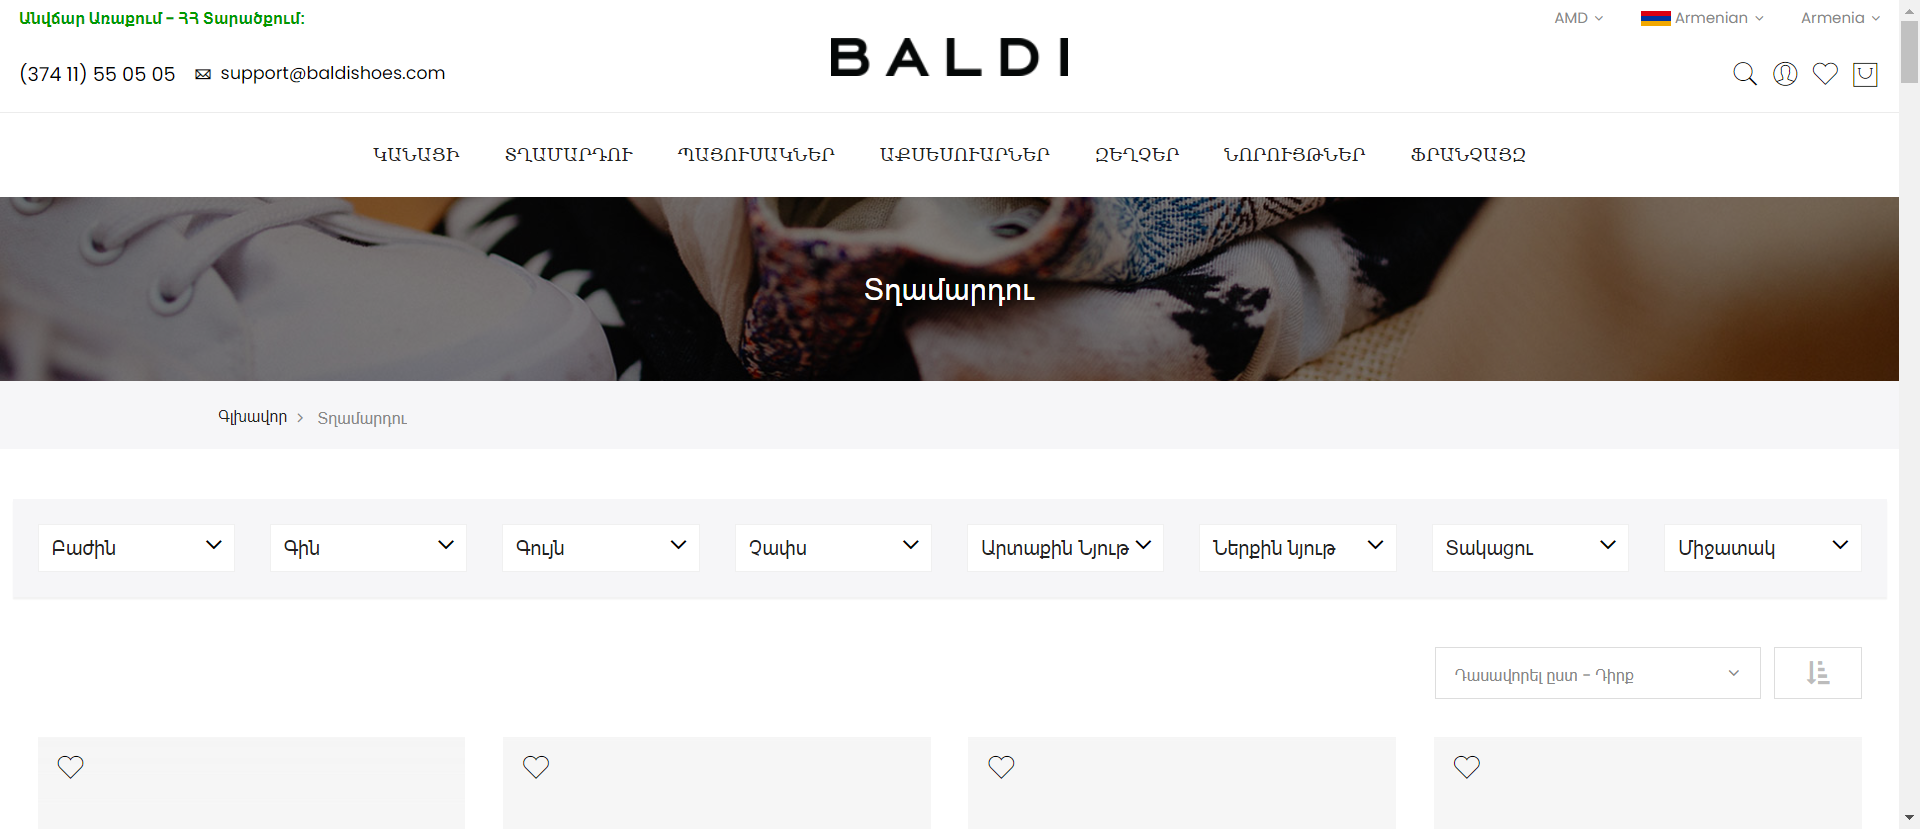 Անվճար Առաքում - ՀՀ Տարածքում:
AMD
Armenian
Armenia
(374 11) 55 05 05
support@baldishoes.com
BALDI
ԿԱՆԱՑԻ
ՏՂԱՄԱՐԴՈՒ
ՊԱՅՈՒՍԱԿՆԵՐ
ԱՔՍԵՍՈՒԱՐՆԵՐ
ԶԵՂՉԵՐ
ՆՈՐՈՒՅԹՆԵՐ
ՖՐԱՆՉԱՅԶ
Տղամարդու
Գլխավոր > Տղամարդու
Բաժին
Գին
Գույն
Չափս
Արտաքին Նյութ
Ներքին նյութ
Տակացու
Միջատակ
Դասավորել ըստ - Դիրք